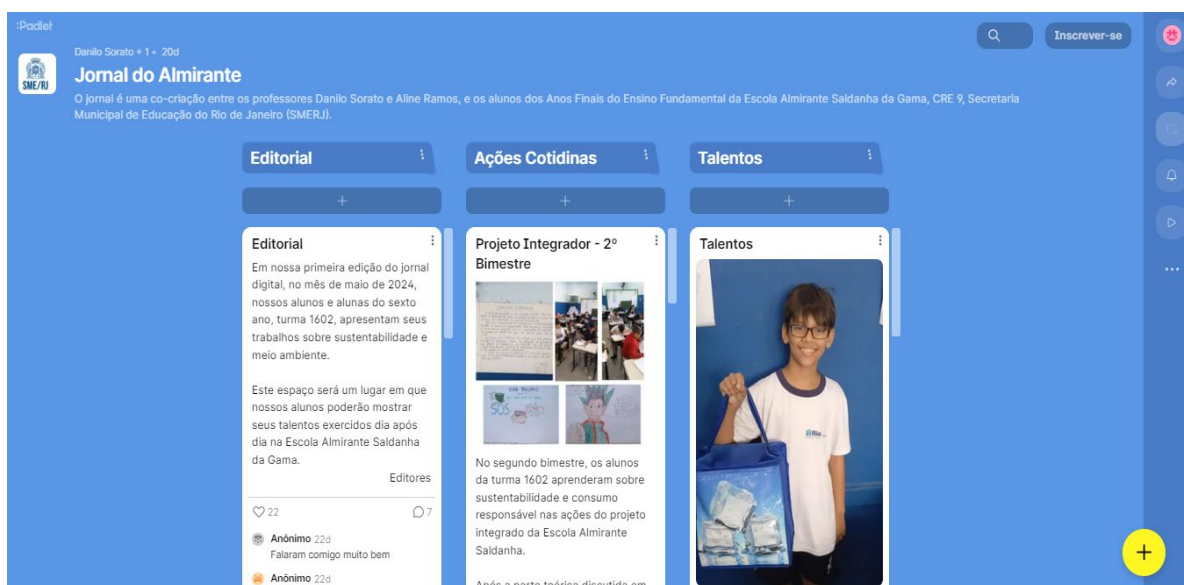 :Padlet
Danilo Sorato + 1 • 20d
Jornal do Almirante
O jornal é uma co-criação entre os professores Danilo Sorato e Aline Ramos, e os alunos dos Anos Finais do Ensino Fundamental da Escola Almirante Saldanha da Gama, CRE 9, Secretaria
Municipal de Educação do Rio de Janeiro (SMERJ).
SME/RJ
Inscrever-se
Editorial
Ações Cotidinas
Talentos
Editorial
Em nossa primeira edição do jornal
digital, no mês de maio de 2024,
nossos alunos e alunas do sexto
ano, turma 1602, apresentam seus
trabalhos sobre sustentabilidade e
meio ambiente.
Este espaço será um lugar em que
nossos alunos poderão mostrar
seus talentos exercidos dia após
dia na Escola Almirante Saldanha
da Gama.
Editores
22
7
Anônimo 22d
Falaram comigo muito bem
Anônimo 22d
Projeto Integrador - 2º
Bimestre
SOS
No segundo bimestre, os alunos
da turma 1602 aprenderam sobre
sustentabilidade e consumo
responsável nas ações do projeto
integrado da Escola Almirante
Saldanha.
Após a parte teórica discutida em
Talentos
Rio